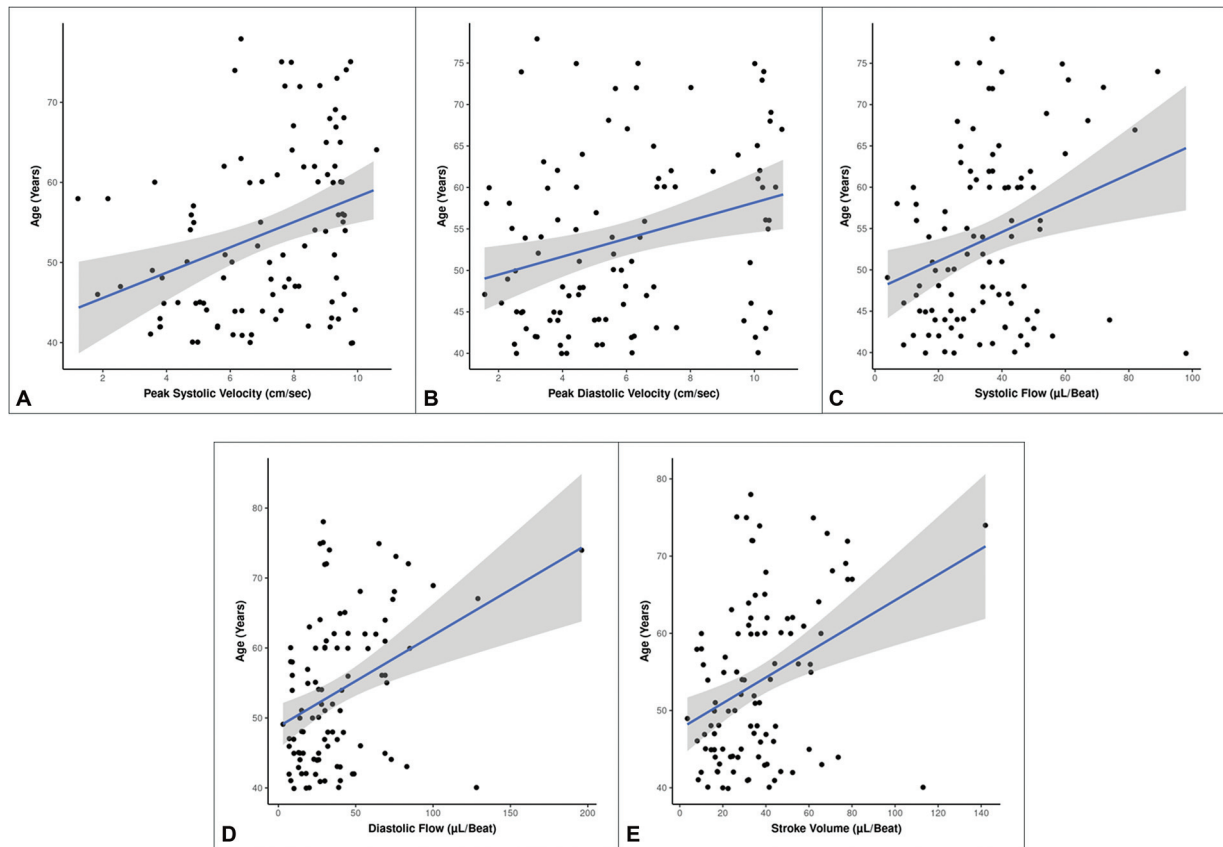 70
60
50
40
Age (Years)
2 4 6 8 10
Peak Systolic Velocity (cm/sec)
A
75
70
65
60
55
50
45
40
Age (Years)
2 4 6 8 10
Peak Diastolic Velocity (cm/sec)
B
75
70
65
60
55
50
45
40
Age (Years)
0 20 40 60 80 100
Systolic Flow (µL/Beat)
C
80
70
60
50
40
Age (Years)
0 50 100 150 200
Diastolic Flow (µL/Beat)
D
80
70
60
50
40
Age (Years)
0 20 40 60 80 100 120 140
Stroke Volume (µL/Beat)
E